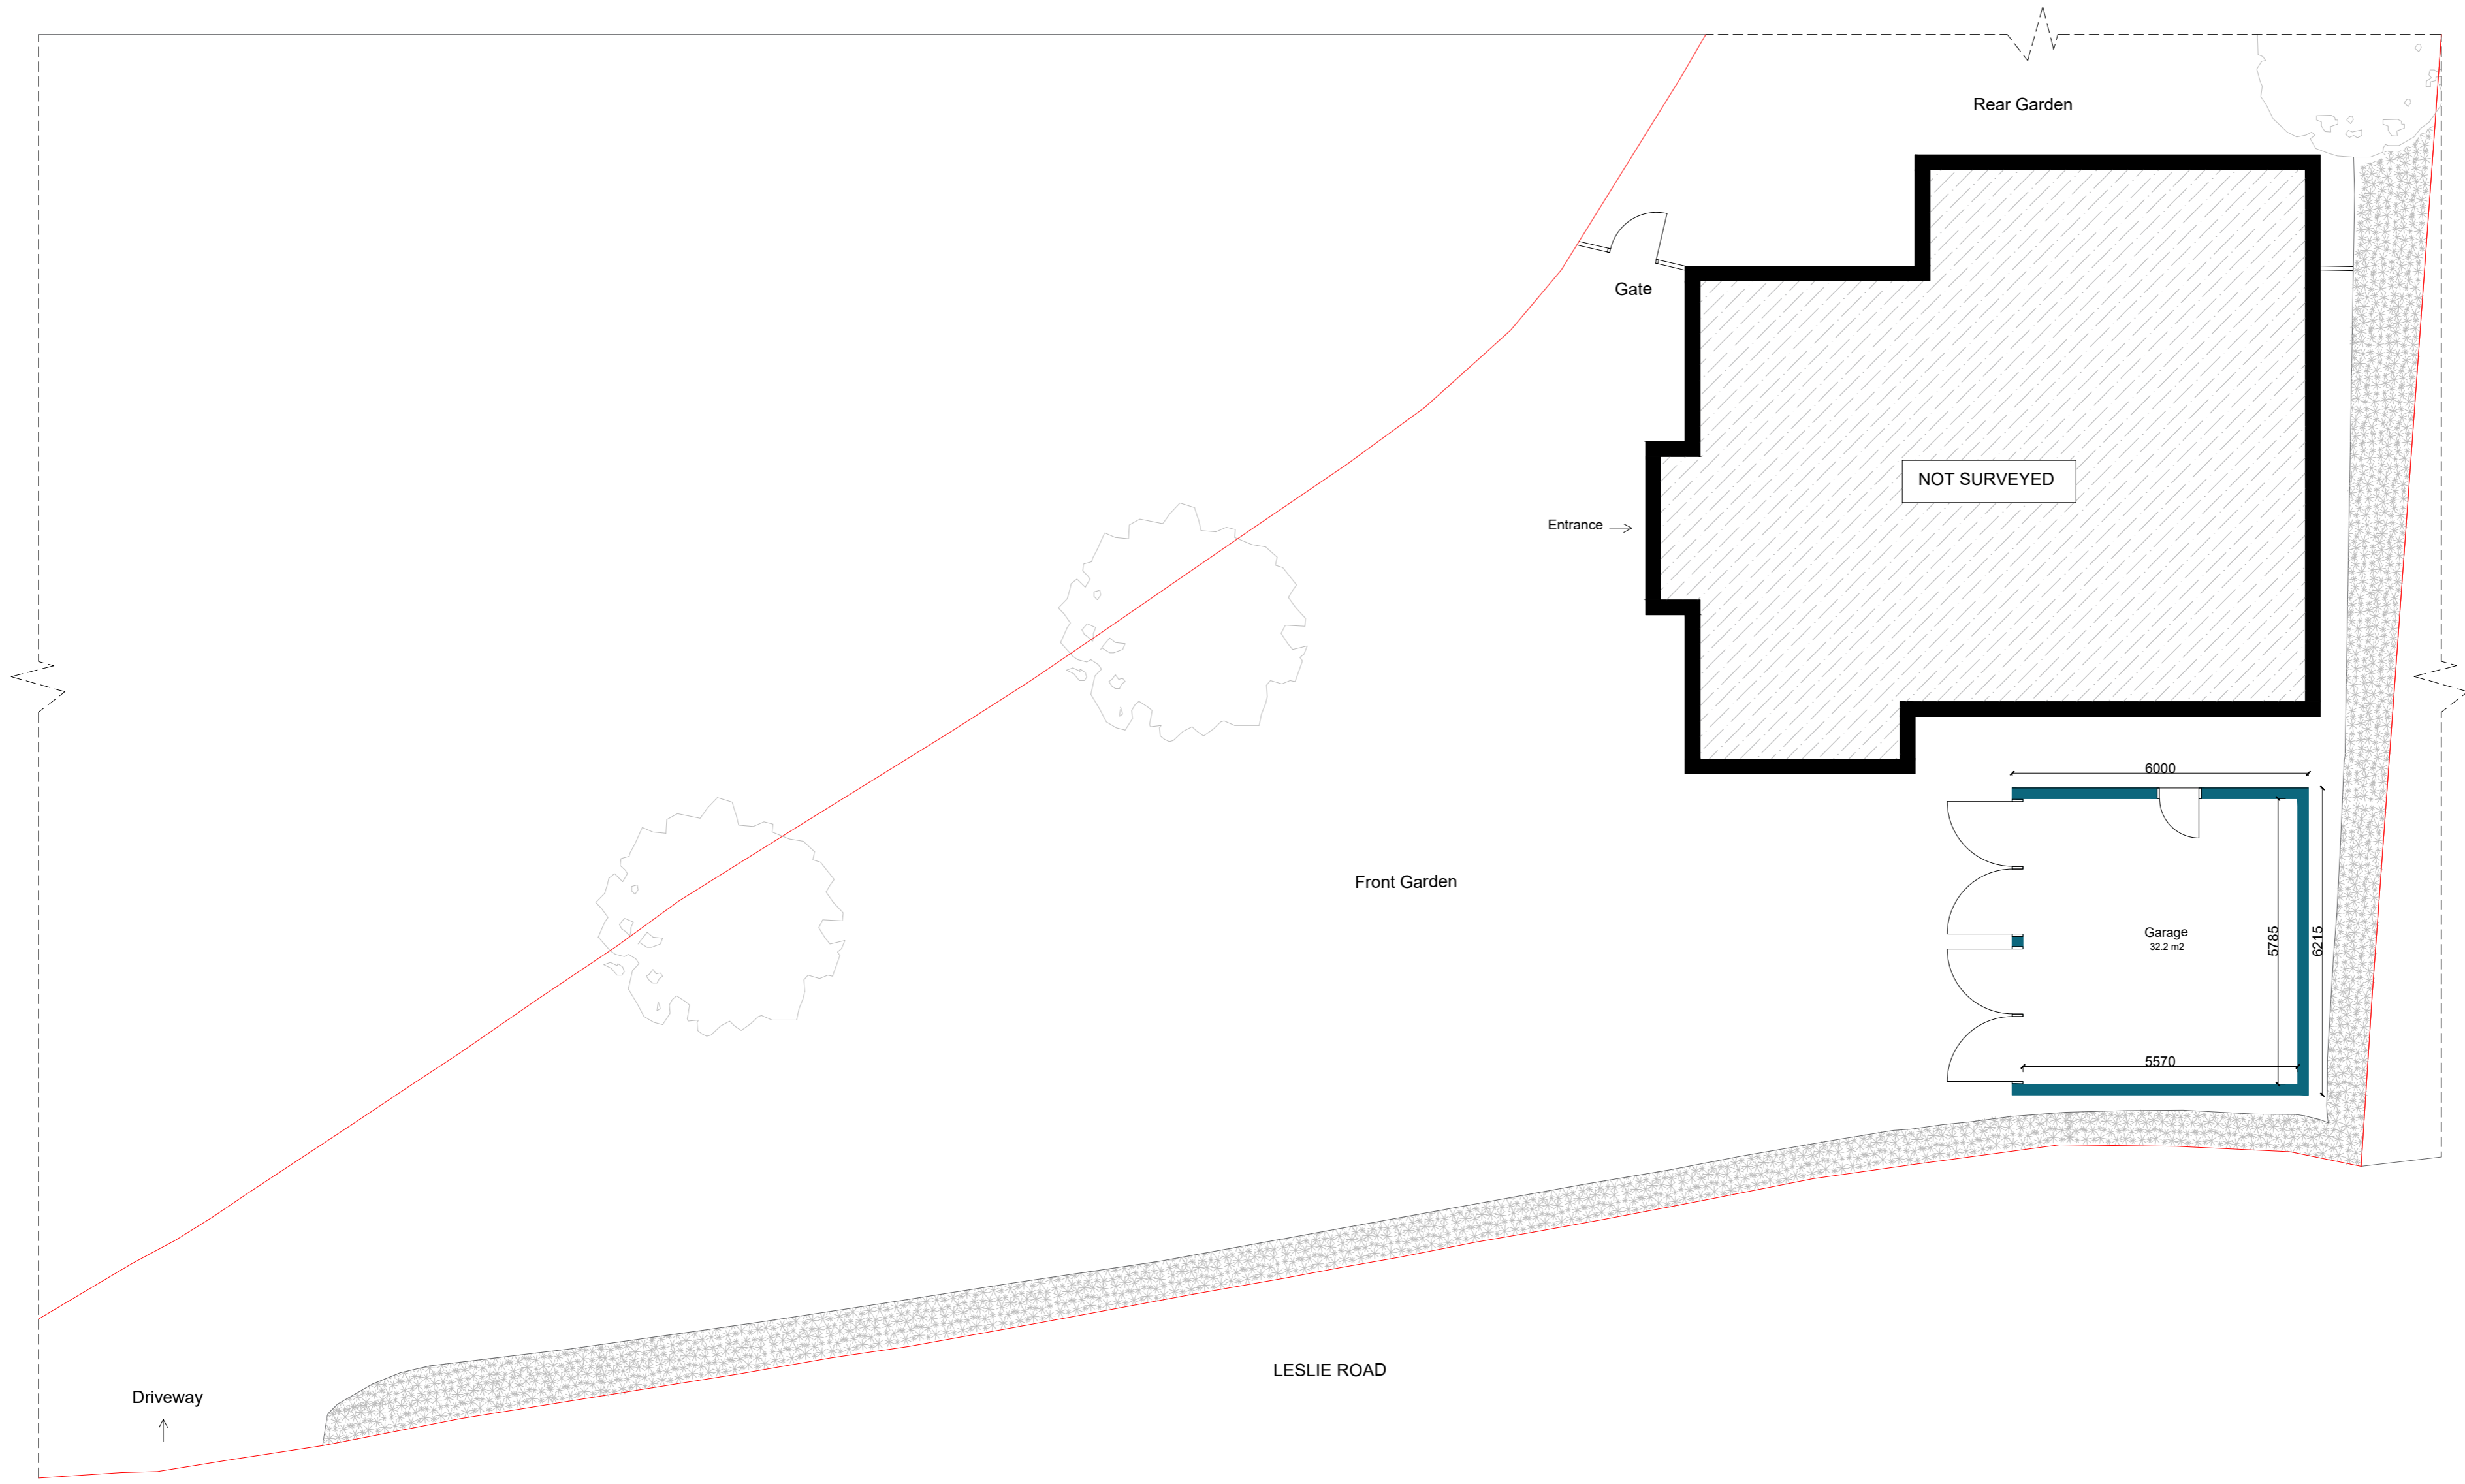 Rear Garden
Gate
NOT SURVEYED
Entrance
6000
Front Garden
Garage
32.2 m2
5785
6215
5570
LESLIE ROAD
Driveway